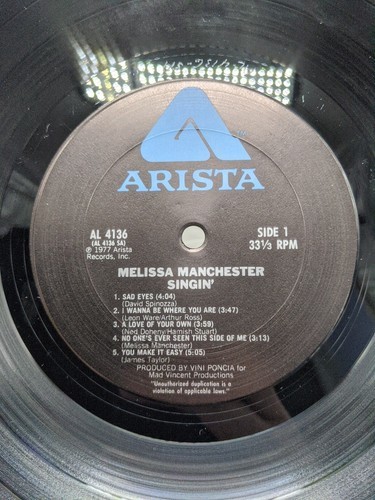 ARISTA
AL 4136
(AL 4136 SA)
℗ 1977 Arista
Records, Inc.
SIDE 1
33⅓ RPM
MELISSA MANCHESTER
SINGIN'
1. SAD EYES (4:04)
(David Spinozza)
2. I WANNA BE WHERE YOU ARE (3:47)
(Leon Ware/Arthur Ross)
3. A LOVE OF YOUR OWN (3:59)
(Ned Doheny/Hamish Stuart)
4. NO ONE'S EVER SEEN THIS SIDE OF ME (3:13)
(Melissa Manchester)
5. YOU MAKE IT EASY (5:05)
(James Taylor)
PRODUCED BY VINI PONCIA for
Mad Vincent Productions
"Unauthorized duplication is a
violation of applicable laws."